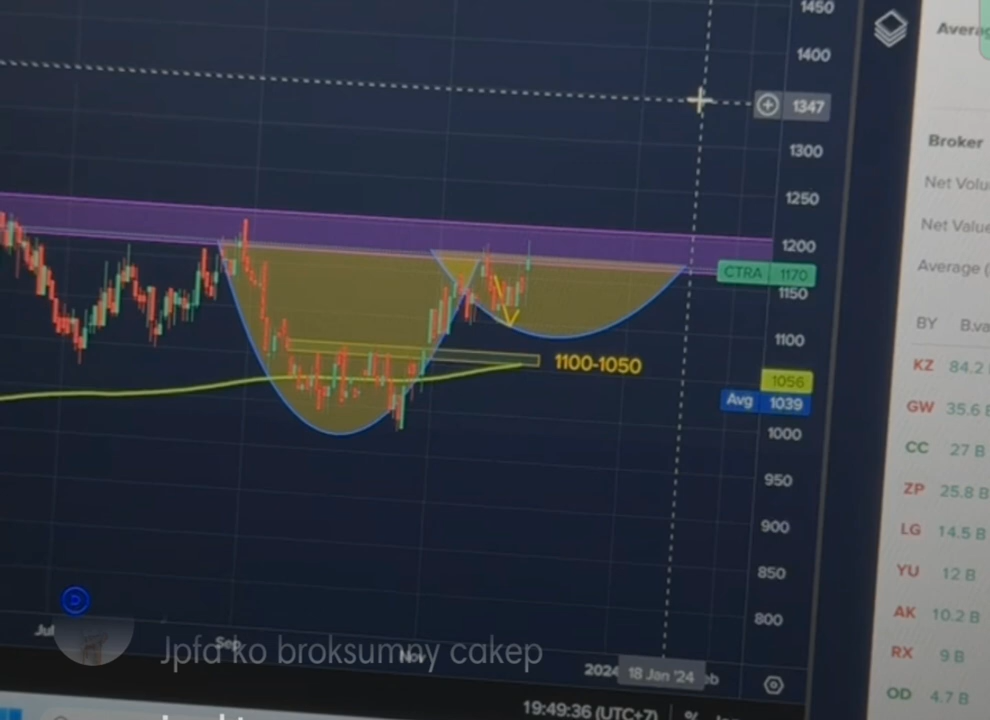 1450
Averag
1400
1347
Broker
1300
Net Volu
1250
Net Value
1200
Average (
CTRA 1170
1150
BY B.va
1100
1100-1050
KZ 84.2
1056
Avg 1039
GW 35.6 B
1000
CC 27 B
950
ZP 25.8 B
900
LG 14.5 B
850
YU 12 B
800
AK 10.2 B
Jul Sep Nov 2024 18 Jan '24 eb
Jpfa ko broksumny cakep
RX 9 B
OD 4.7 B
19:49:36 (UTC+7) %